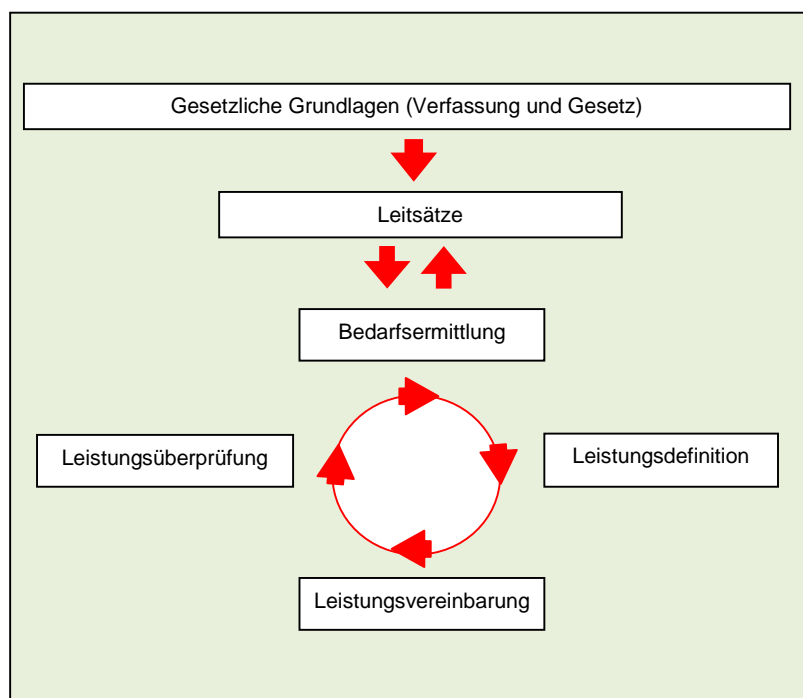 Gesetzliche Grundlagen (Verfassung und Gesetz)
Leitsätze
Bedarfsermittlung
Leistungsüberprüfung
Leistungsdefinition
Leistungsvereinbarung